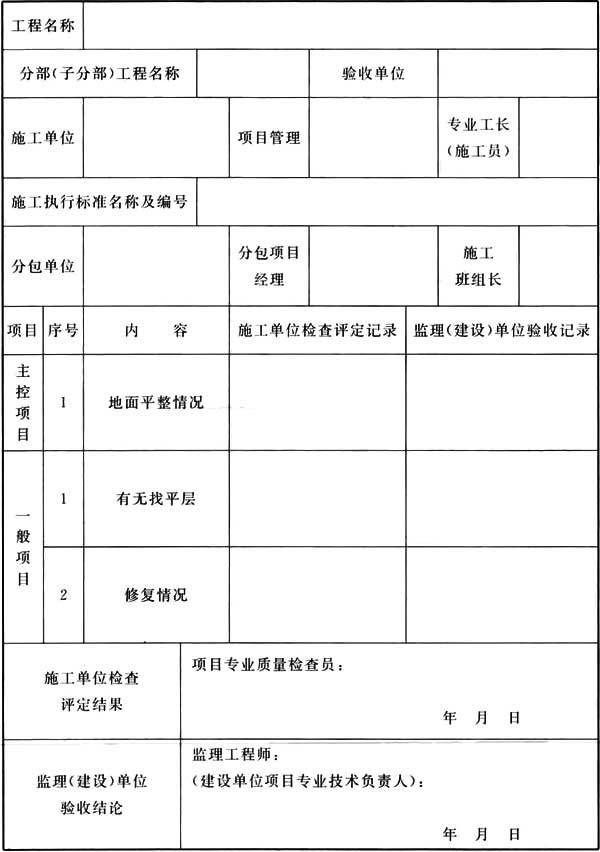 工程名称
分部(子分部)工程名称 验收单位
施工单位 项目管理 专业工长
(施工员)
施工执行标准名称及编号
分包单位 分包项目
经理 施工
班组长
项目 序号 内 容 施工单位检查评定记录 监理(建设)单位验收记录
主控项目 1 地面平整情况
一般项目 1 有无找平层
2 修复情况
施工单位检查
评定结果
项目专业质量检查员:
年 月 日
监理(建设)单位
验收结论
监理工程师:
(建设单位项目专业技术负责人):
年 月 日